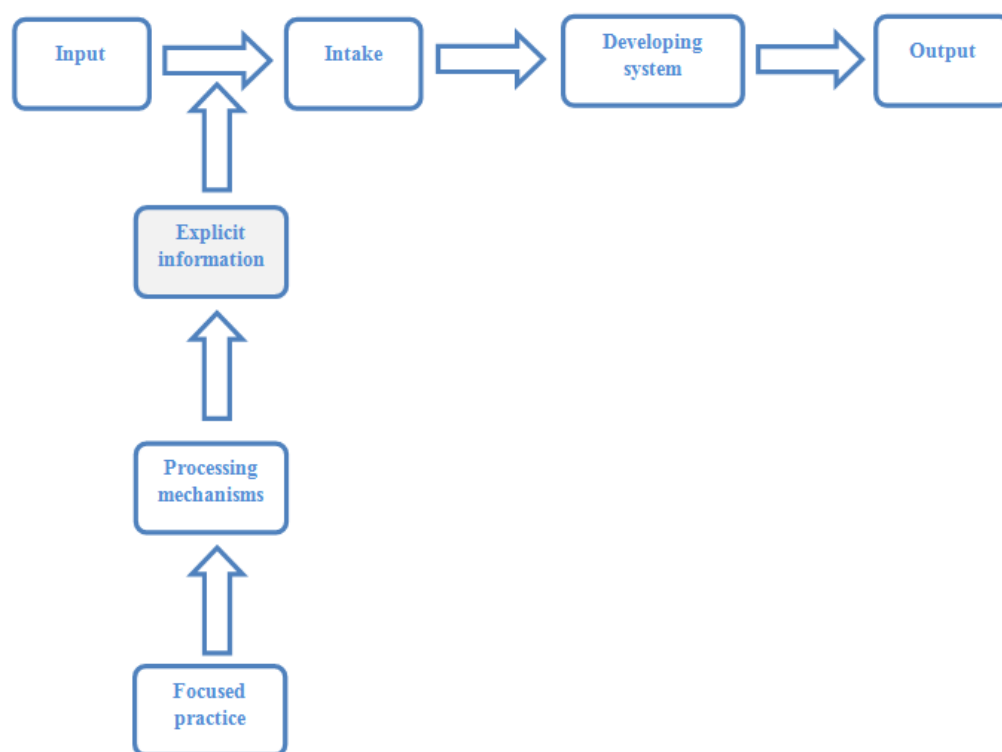 Input
Intake
Developing
system
Output
Explicit
information
Processing
mechanisms
Focused
practice